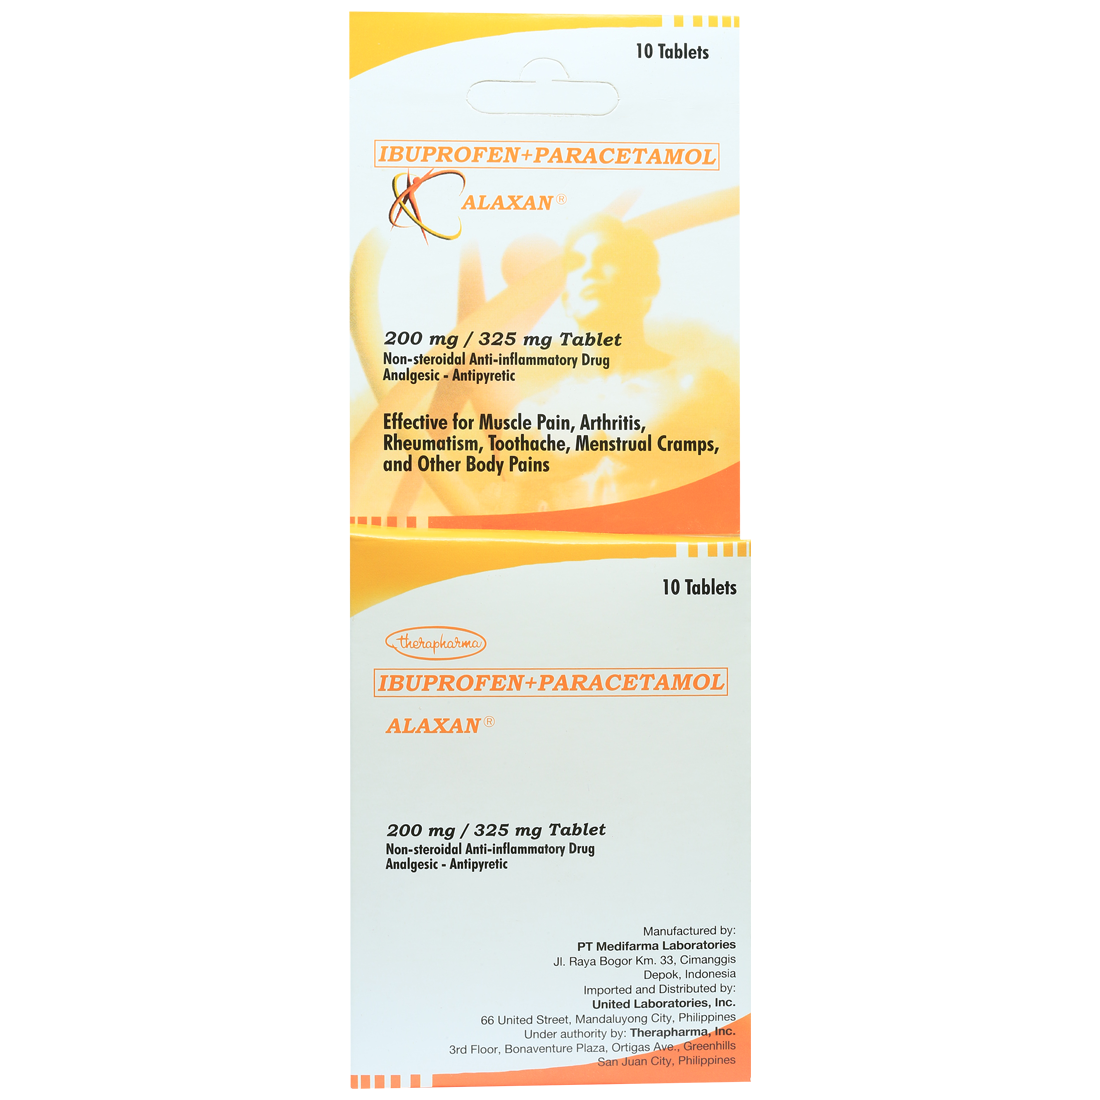 10 Tablets
IBUPROFEN+PARACETAMOL
ALAXAN®
200 mg / 325 mg Tablet
Non-steroidal Anti-inflammatory Drug
Analgesic - Antipyretic
Effective for Muscle Pain, Arthritis,
Rheumatism, Toothache, Menstrual Cramps,
and Other Body Pains
10 Tablets
therapharma
IBUPROFEN+PARACETAMOL
ALAXAN®
200 mg / 325 mg Tablet
Non-steroidal Anti-inflammatory Drug
Analgesic - Antipyretic
Manufactured by:
PT Medifarma Laboratories
Jl. Raya Bogor Km. 33, Cimanggis
Depok, Indonesia
Imported and Distributed by:
United Laboratories, Inc.
66 United Street, Mandaluyong City, Philippines
Under authority by: Therapharma, Inc.
3rd Floor, Bonaventure Plaza, Ortigas Ave., Greenhills
San Juan City, Philippines